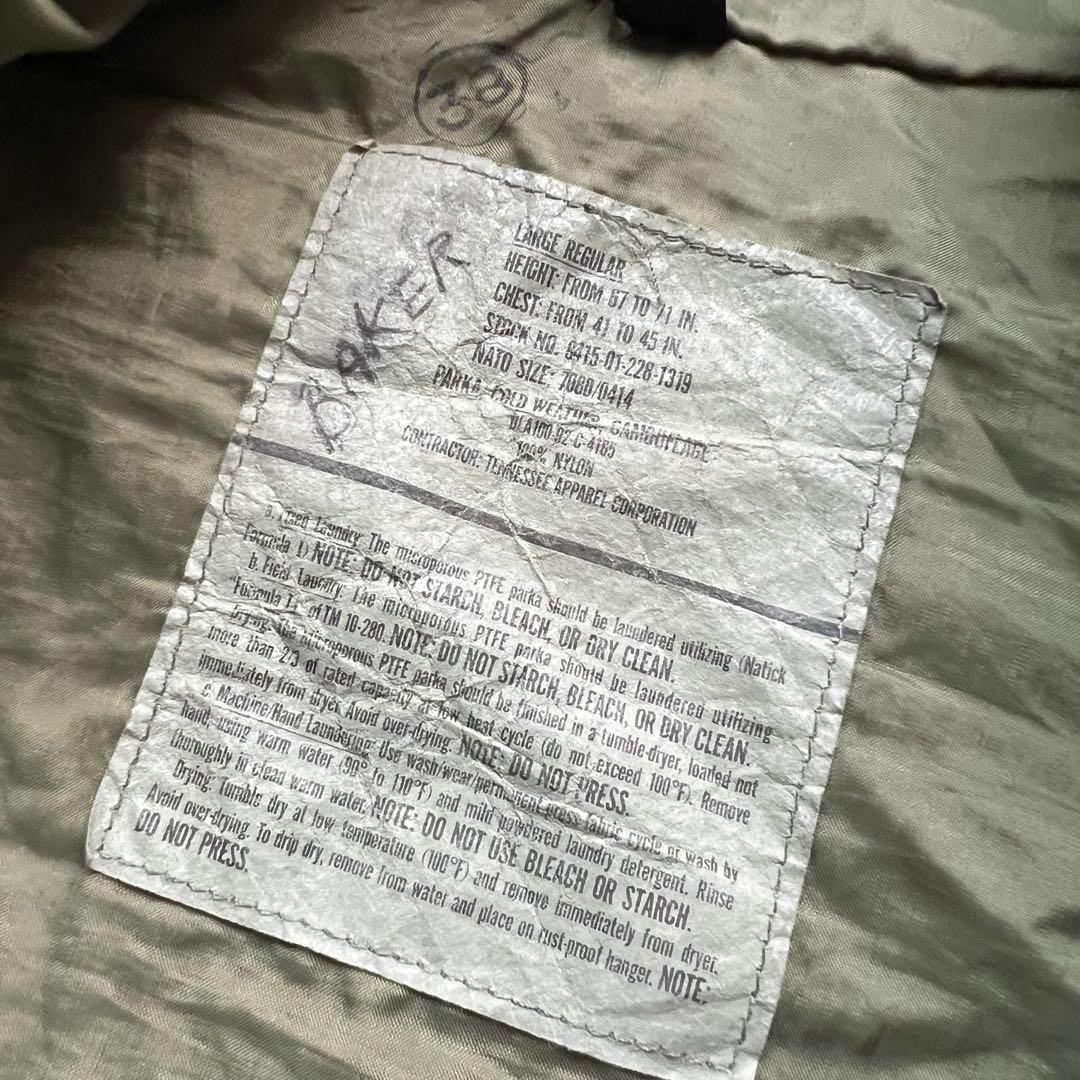 38
BAKER
LARGE REGULAR
HEIGHT: FROM 67 TO 71 IN.
CHEST: FROM 41 TO 45 IN.
STOCK NO. 8415-01-228-1319
NATO SIZE: 7080/0414
PARKA, COLD WEATHER, CAMOUFLAGE
DLA100-92-C-4165
100% NYLON
CONTRACTOR: TENNESSEE APPAREL CORPORATION
a. Fixed Laundry: The microporous PTFE parka should be laundered utilizing (Natick
Formula I) NOTE: DO NOT STARCH, BLEACH, OR DRY CLEAN.
b. Field Laundry: The microporous PTFE parka should be laundered utilizing
"Formula of TM 10-280. NOTE: DO NOT STARCH, BLEACH, OR DRY CLEAN.
Drying: The microporous PTFE parka should be finished in a tumble-dryer, loaded not
more than 2/3 of rated capacity at low heat cycle (do not exceed 100°F). Remove
immediately from dryer. Avoid over-drying. NOTE: DO NOT PRESS.
c. Machine/Hand Laundering: Use wash/wear/permanent press fabric cycle or wash by
hand, using warm water (90° to 110°F) and mild powdered laundry detergent. Rinse
thoroughly in clean warm water. NOTE: DO NOT USE BLEACH OR STARCH.
Drying: Tumble dry at low temperature (100°F) and remove immediately from dryer.
Avoid over-drying. To drip dry, remove from water and place on rust-proof hanger. NOTE:
DO NOT PRESS.